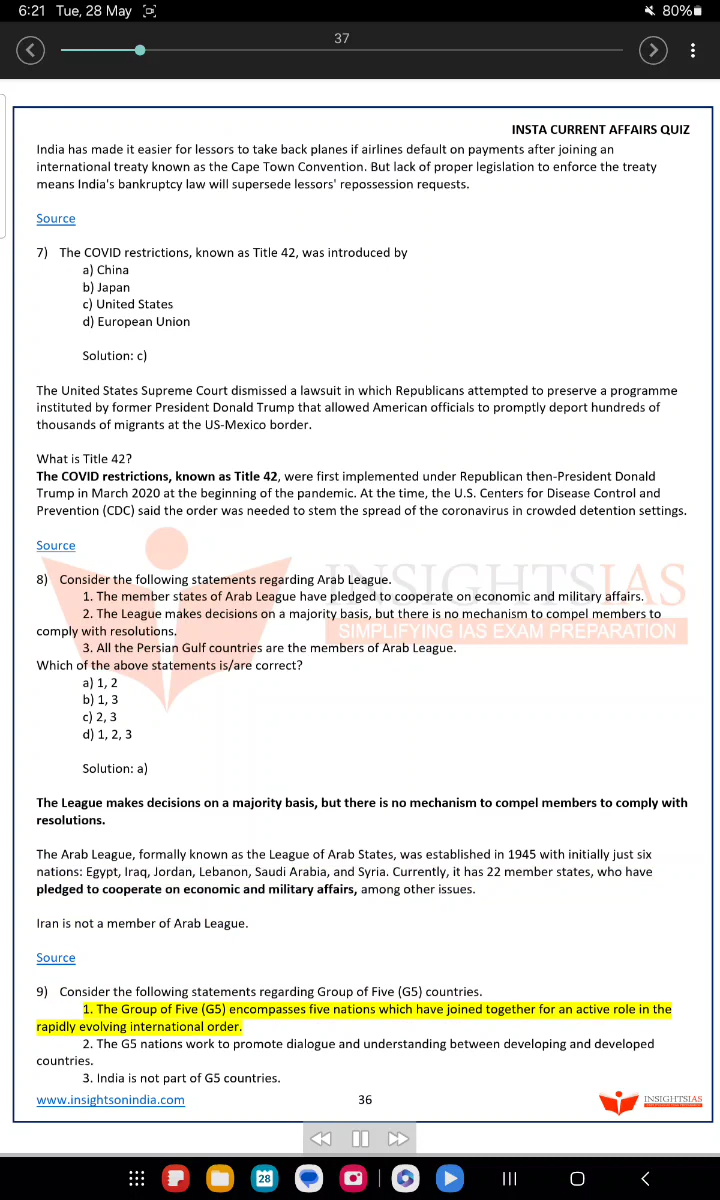 6:21 Tue, 28 May
80%
37
INSTA CURRENT AFFAIRS QUIZ
India has made it easier for lessors to take back planes if airlines default on payments after joining an
international treaty known as the Cape Town Convention. But lack of proper legislation to enforce the treaty
means India's bankruptcy law will supersede lessors' repossession requests.
Source
7) The COVID restrictions, known as Title 42, was introduced by
a) China
b) Japan
c) United States
d) European Union
Solution: c)
The United States Supreme Court dismissed a lawsuit in which Republicans attempted to preserve a programme
instituted by former President Donald Trump that allowed American officials to promptly deport hundreds of
thousands of migrants at the US-Mexico border.
What is Title 42?
The COVID restrictions, known as Title 42, were first implemented under Republican then-President Donald
Trump in March 2020 at the beginning of the pandemic. At the time, the U.S. Centers for Disease Control and
Prevention (CDC) said the order was needed to stem the spread of the coronavirus in crowded detention settings.
Source
INSIGHTSIAS
SIMPLIFYING IAS EXAM PREPARATION
8) Consider the following statements regarding Arab League.
1. The member states of Arab League have pledged to cooperate on economic and military affairs.
2. The League makes decisions on a majority basis, but there is no mechanism to compel members to
comply with resolutions.
3. All the Persian Gulf countries are the members of Arab League.
Which of the above statements is/are correct?
a) 1, 2
b) 1, 3
c) 2, 3
d) 1, 2, 3
Solution: a)
The League makes decisions on a majority basis, but there is no mechanism to compel members to comply with
resolutions.
The Arab League, formally known as the League of Arab States, was established in 1945 with initially just six
nations: Egypt, Iraq, Jordan, Lebanon, Saudi Arabia, and Syria. Currently, it has 22 member states, who have
pledged to cooperate on economic and military affairs, among other issues.
Iran is not a member of Arab League.
Source
9) Consider the following statements regarding Group of Five (G5) countries.
1. The Group of Five (G5) encompasses five nations which have joined together for an active role in the
rapidly evolving international order.
2. The G5 nations work to promote dialogue and understanding between developing and developed
countries.
3. India is not part of G5 countries.
www.insightsonindia.com
36
INSIGHTSIAS
28